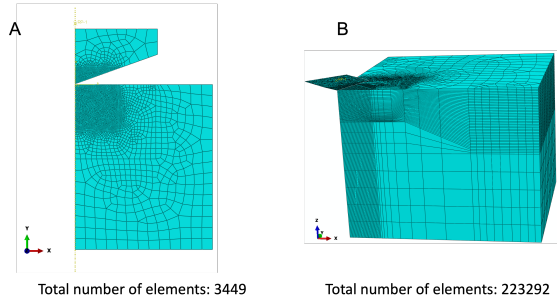 A
B
Y
X
Z
Y
X
Total number of elements: 3449
Total number of elements: 223292